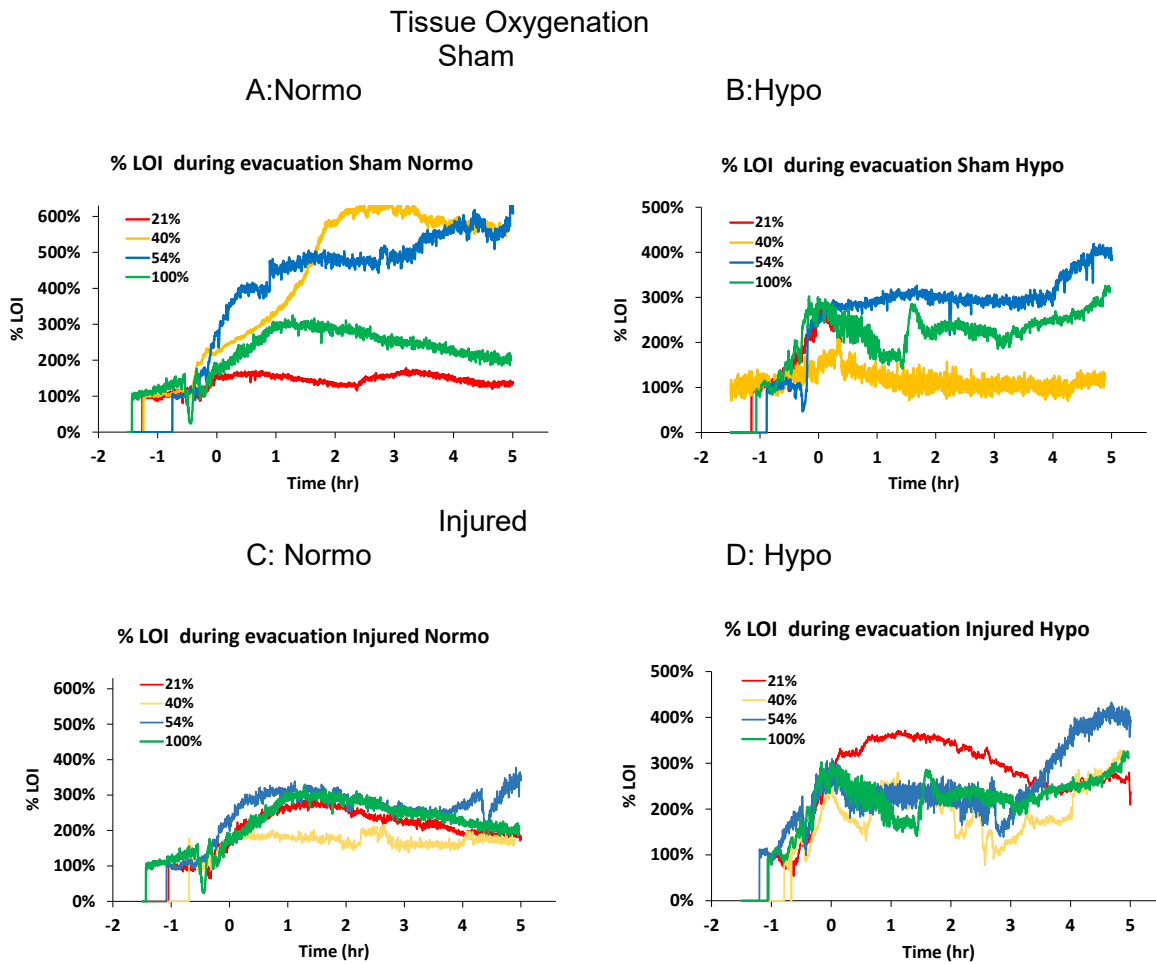 Tissue Oxygenation
Sham
A:Normo
B:Hypo
% LOI during evacuation Sham Normo
600%
500%
400%
300%
200%
100%
0%
% LOI
21%
40%
54%
100%
-2 -1 0 1 2 3 4 5
Time (hr)
% LOI during evacuation Sham Hypo
500%
400%
300%
200%
100%
0%
% LOI
21%
40%
54%
100%
-2 -1 0 1 2 3 4 5
Time (hr)
Injured
C: Normo
D: Hypo
% LOI during evacuation Injured Normo
600%
500%
400%
300%
200%
100%
0%
% LOI
21%
40%
54%
100%
-2 -1 0 1 2 3 4 5
Time (hr)
% LOI during evacuation Injured Hypo
500%
400%
300%
200%
100%
0%
% LOI
21%
40%
54%
100%
-2 -1 0 1 2 3 4 5
Time (hr)